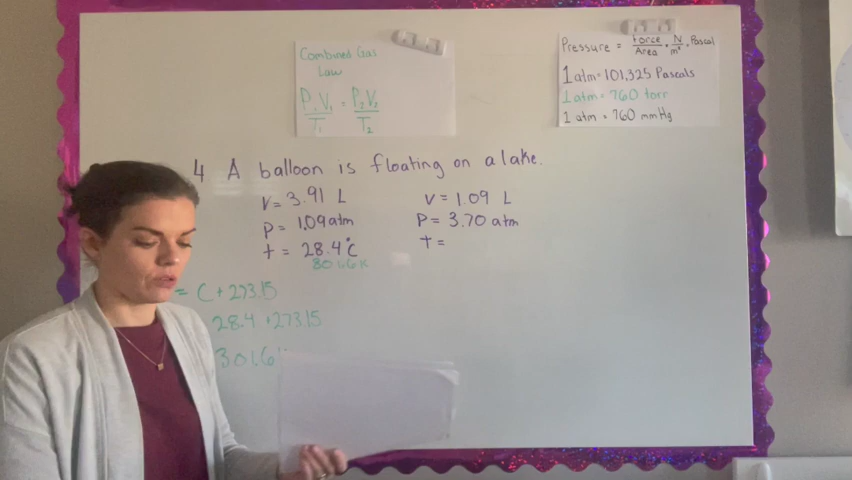 Combined Gas
Law
P₁V₁ = P₂V₂
T₁ T₂
Pressure = Force/Area = N/m² = Pascal
1 atm = 101,325 Pascals
1 atm = 760 torr
1 atm = 760 mmHg
4 A balloon is floating on a lake.
V = 3.91 L
P = 1.09 atm
t = 28.4°C
V = 1.09 L
P = 3.70 atm
t =
= C + 273.15
28.4 + 273.15
301.6